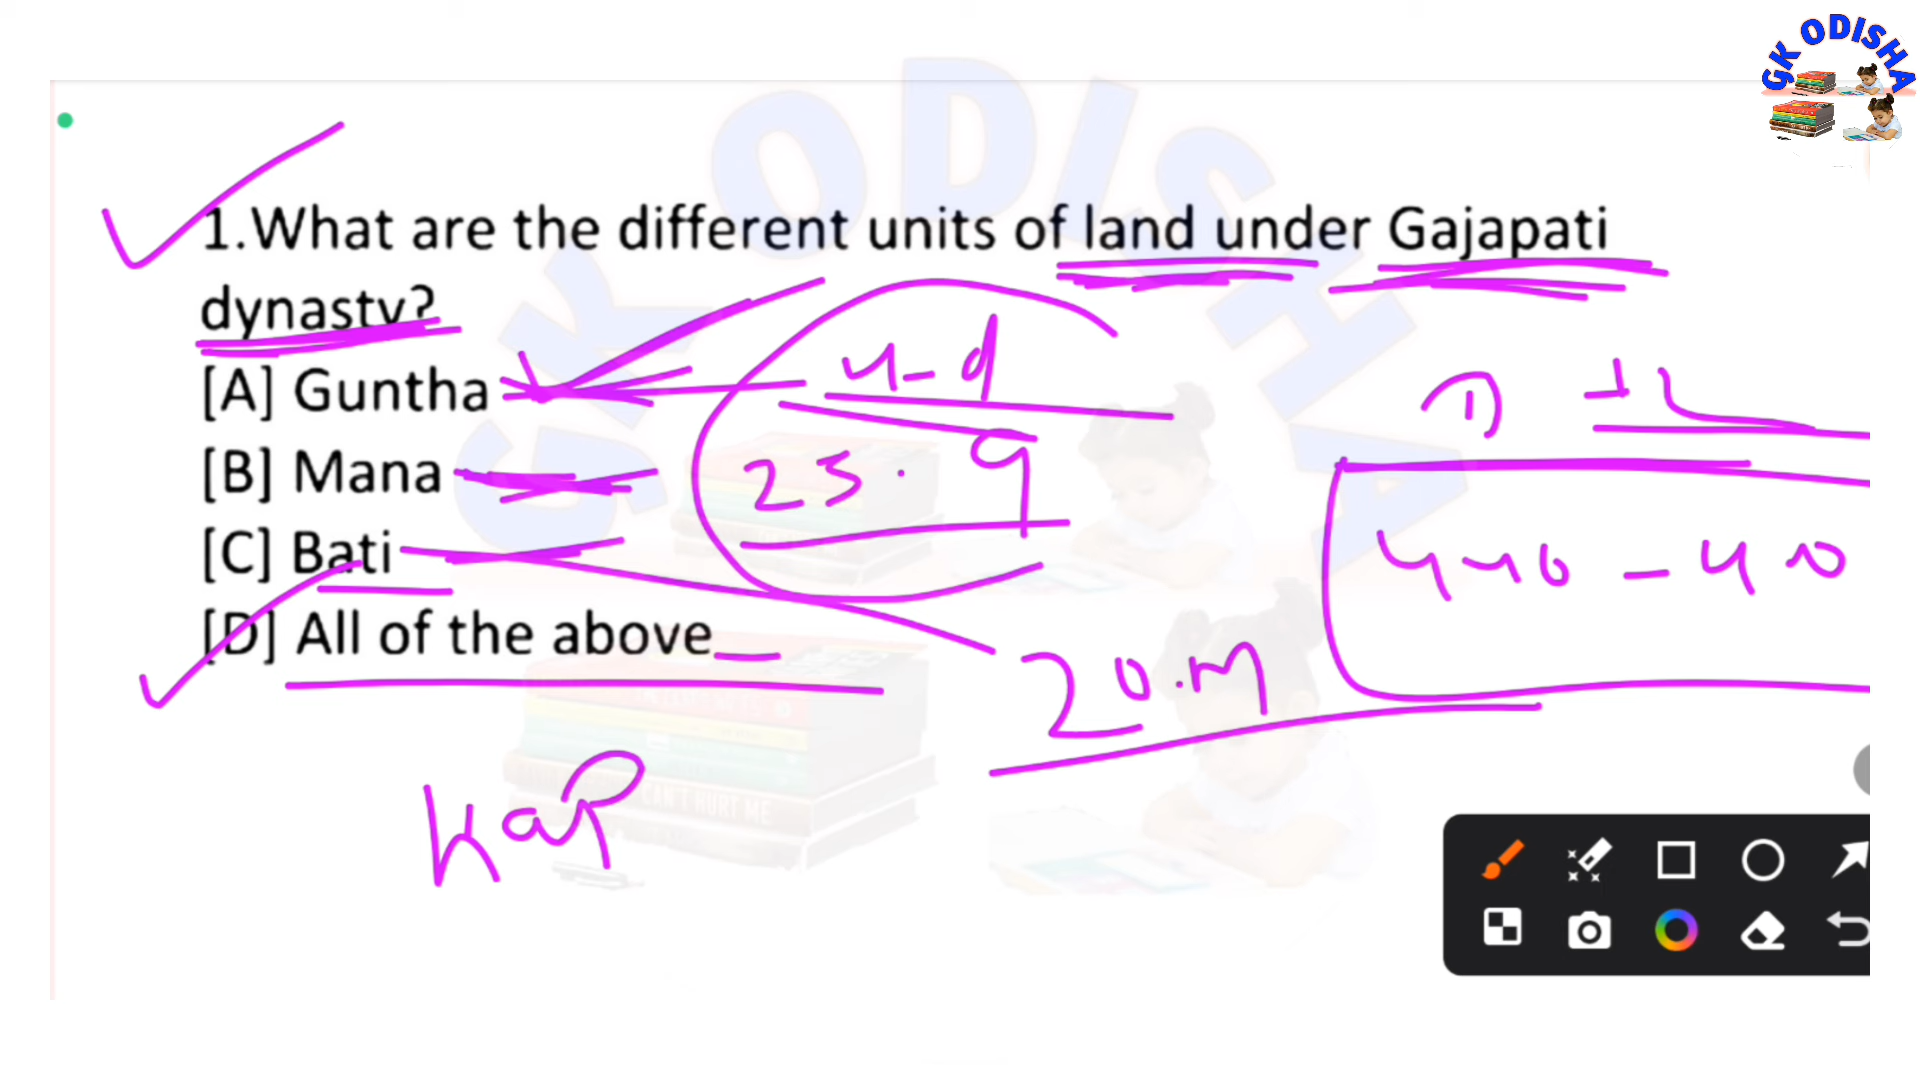 GK ODISHA
1.What are the different units of land under Gajapati
dynasty?
[A] Guntha
4-d
[B] Mana
25.g
[C] Bati
[D] All of the above
20.m